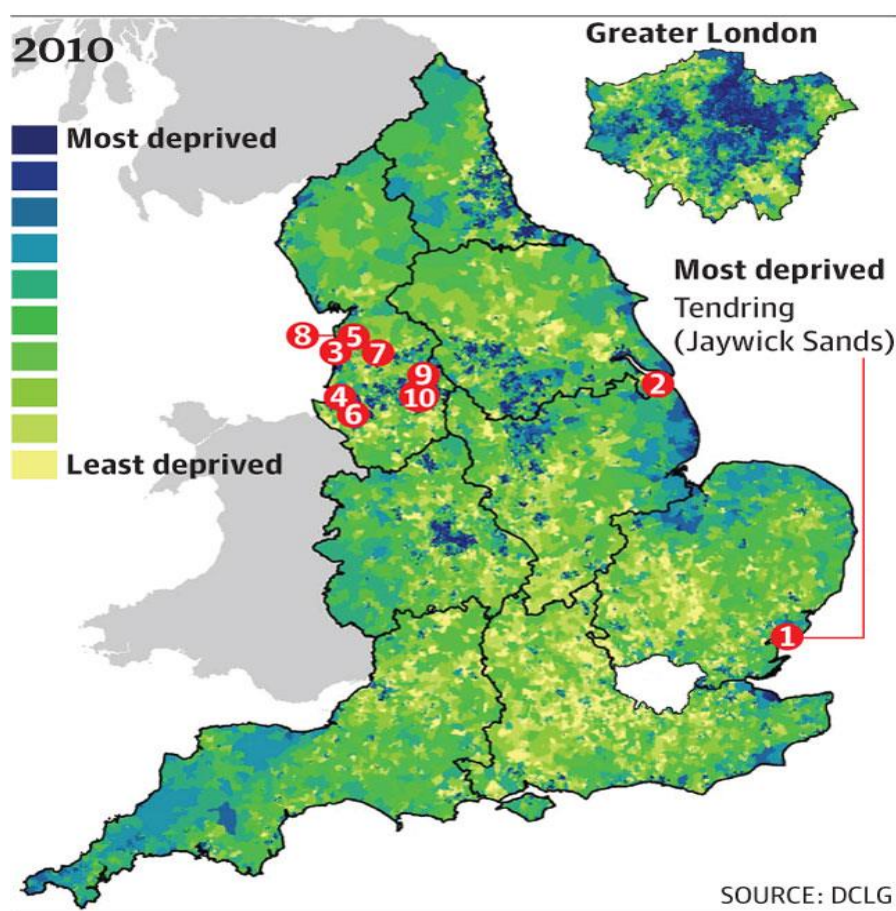 2010
Greater London
Most deprived
Least deprived
Most deprived
Tendring
(Jaywick Sands)
8
5
3
7
9
4
10
6
2
1
SOURCE: DCLG